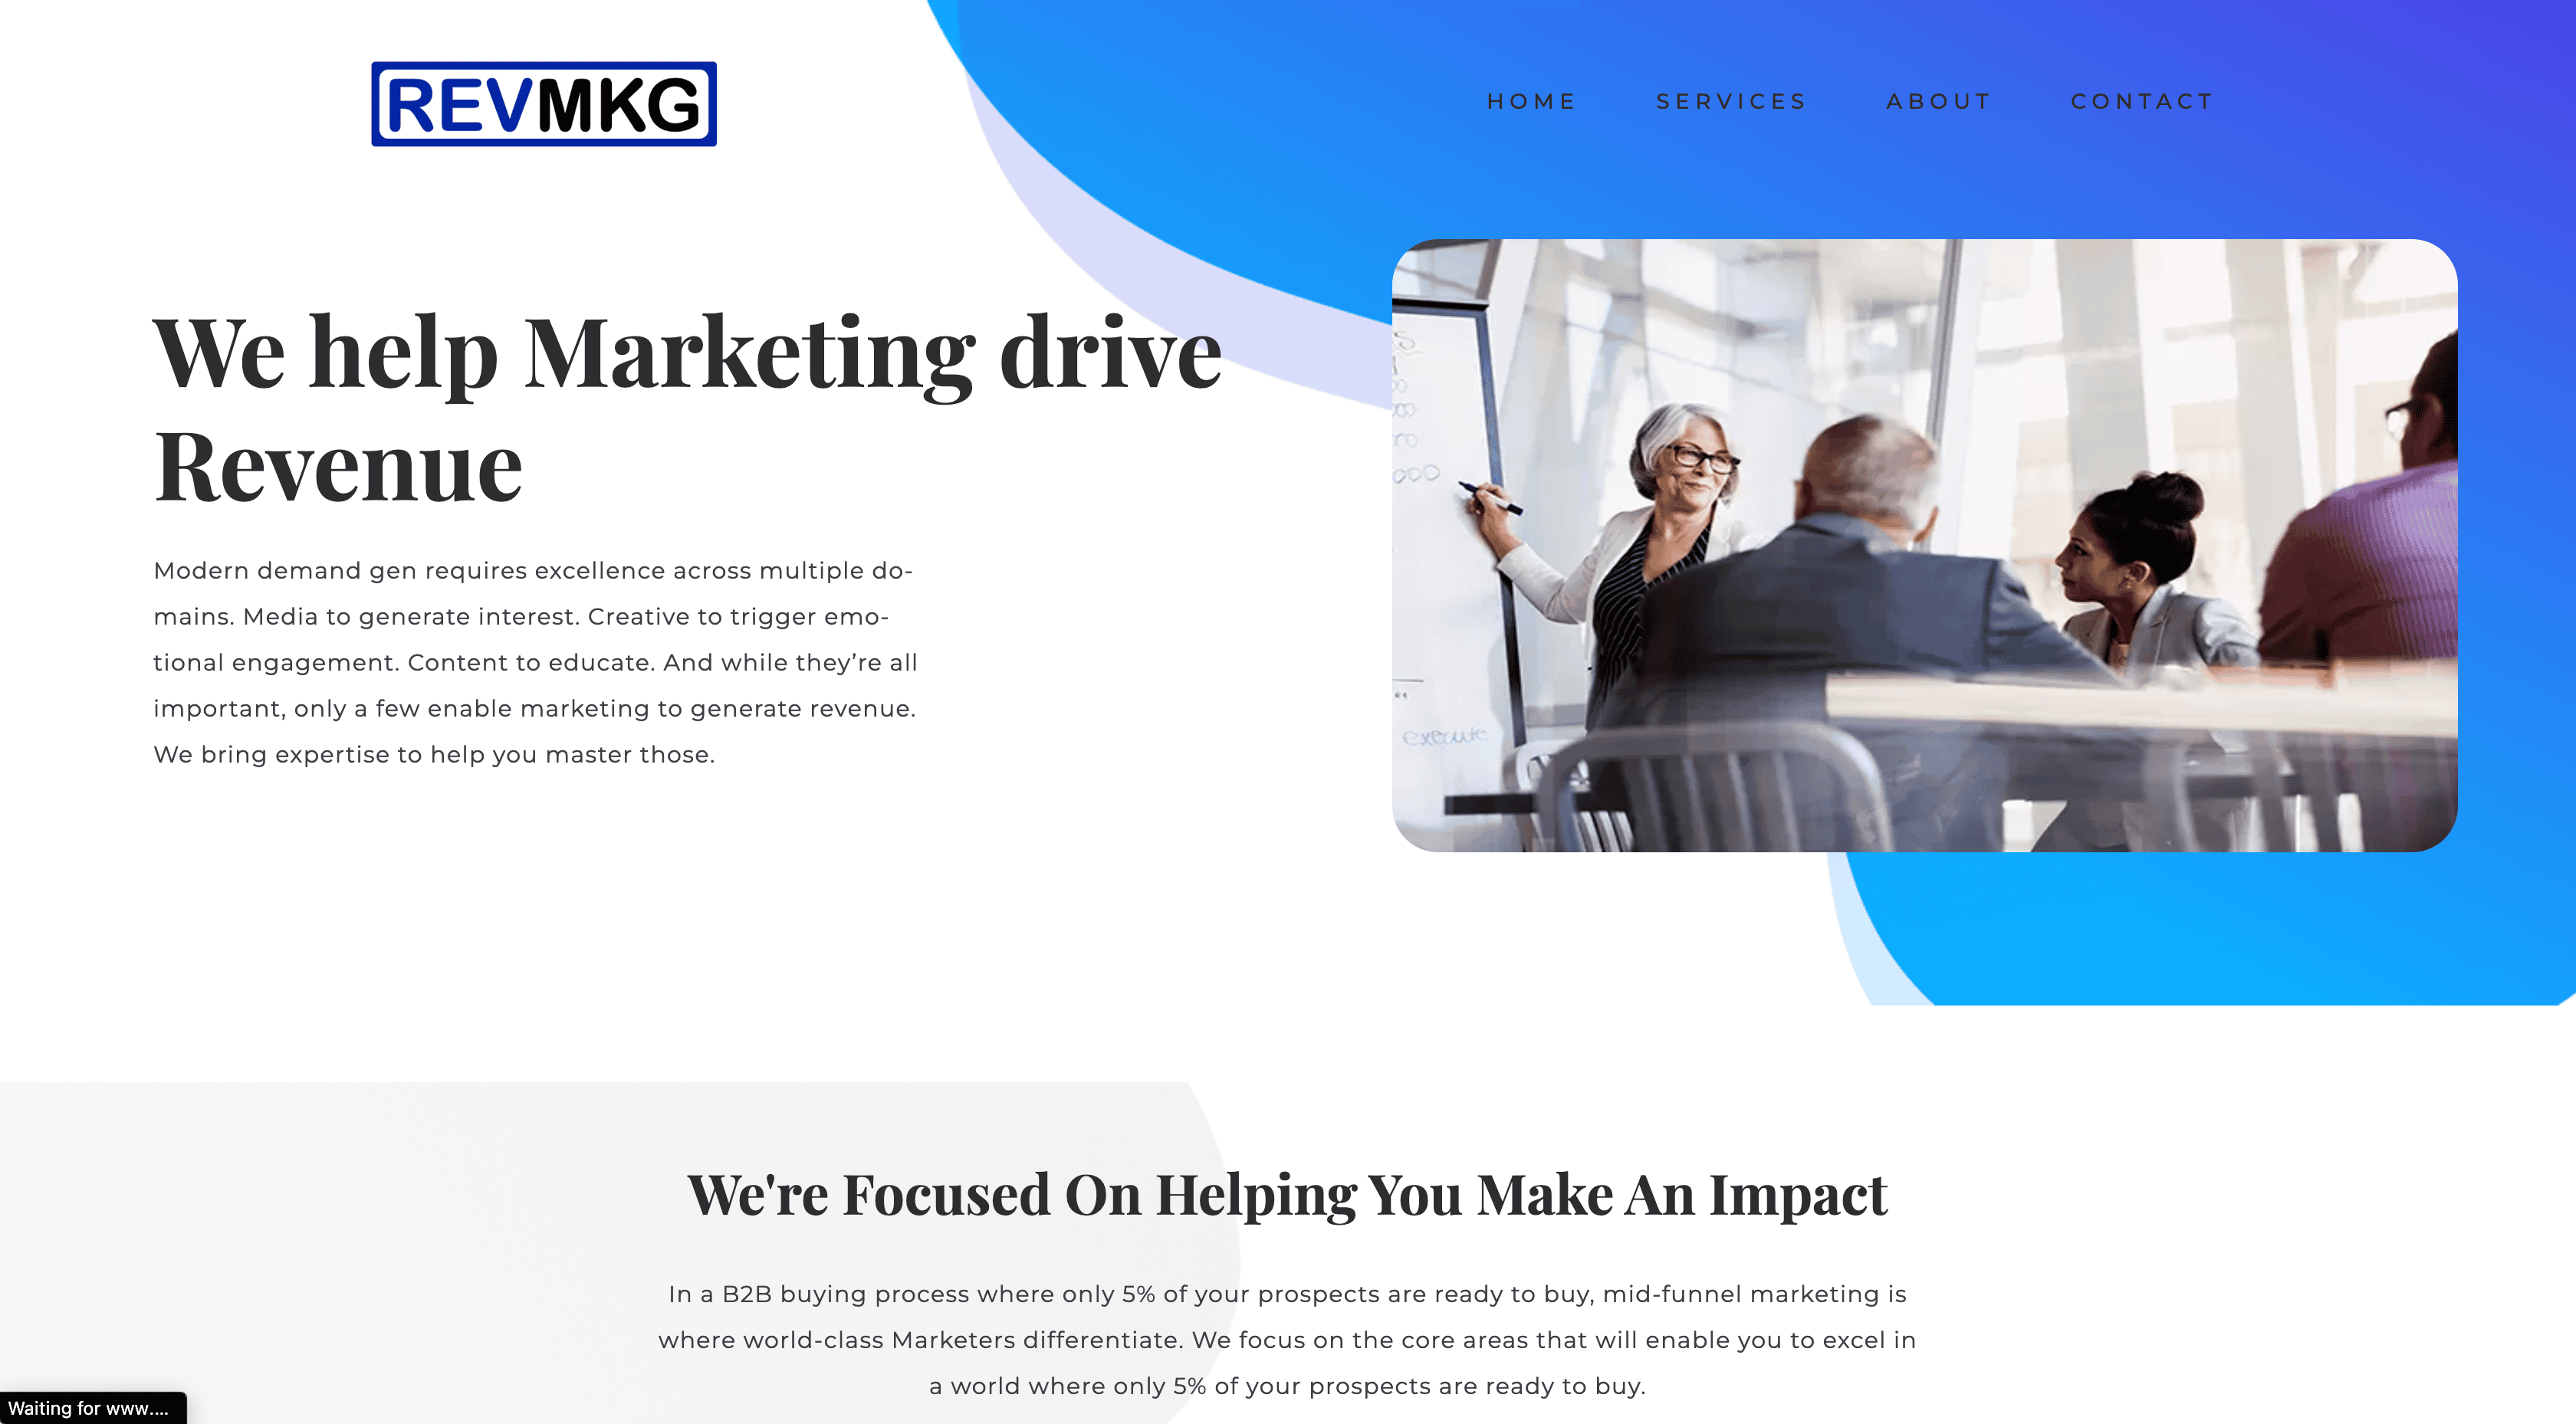 REVMKG
HOME SERVICES ABOUT CONTACT
We help Marketing drive
Revenue
Modern demand gen requires excellence across multiple do-
mains. Media to generate interest. Creative to trigger emo-
tional engagement. Content to educate. And while they’re all
important, only a few enable marketing to generate revenue.
We bring expertise to help you master those.
execute
We're Focused On Helping You Make An Impact
In a B2B buying process where only 5% of your prospects are ready to buy, mid-funnel marketing is
where world-class Marketers differentiate. We focus on the core areas that will enable you to excel in
a world where only 5% of your prospects are ready to buy.
Waiting for www....